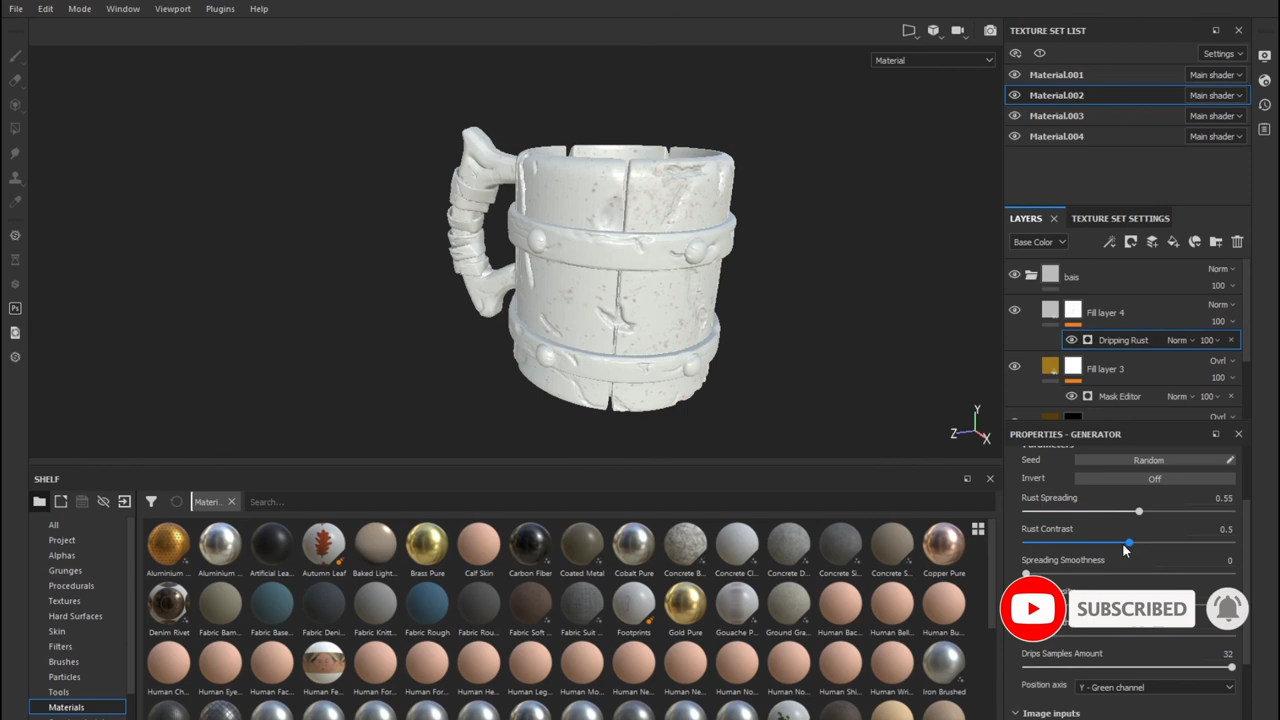 File Edit Mode Window Viewport Plugins Help
Material
TEXTURE SET LIST
Settings
Material.001 Main shader
Material.002 Main shader
Material.003 Main shader
Material.004 Main shader
LAYERS TEXTURE SET SETTINGS
Base Color
bais Norm
100
Fill layer 4 Norm
100
Dripping Rust Norm 100
Fill layer 3 Ovrl
100
Mask Editor Norm 100
Ovrl
PROPERTIES - GENERATOR
Parameters
Seed Random
Invert Off
Rust Spreading 0.55
Rust Contrast 0.5
Spreading Smoothness 0
SUBSCRIBED
Drips Samples Amount 32
Position axis Y - Green channel
Image inputs
Y
Z X
SHELF
Materi.. Search...
All
Project
Alphas
Grunges
Procedurals
Textures
Hard Surfaces
Skin
Filters
Brushes
Particles
Tools
Materials
Aluminium ... Aluminium ... Artificial Lea... Autumn Leaf Baked Light... Brass Pure Calf Skin Carbon Fiber Coated Metal Cobalt Pure Concrete B... Concrete Cl... Concrete D... Concrete Si... Concrete S... Copper Pure
Denim Rivet Fabric Barn... Fabric Base... Fabric Deni... Fabric Knitt... Fabric Rough Fabric Rou... Fabric Soft ... Fabric Suit ... Footprints Gold Pure Gouache P... Ground Gra... Human Bac... Human Bell... Human Bu...
Human Ch... Human Eye... Human Fac... Human Fe... Human For... Human For... Human He... Human Leg... Human Mo... Human Ne... Human Ne... Human No... Human No... Human Shi... Human Wri... Iron Brushed